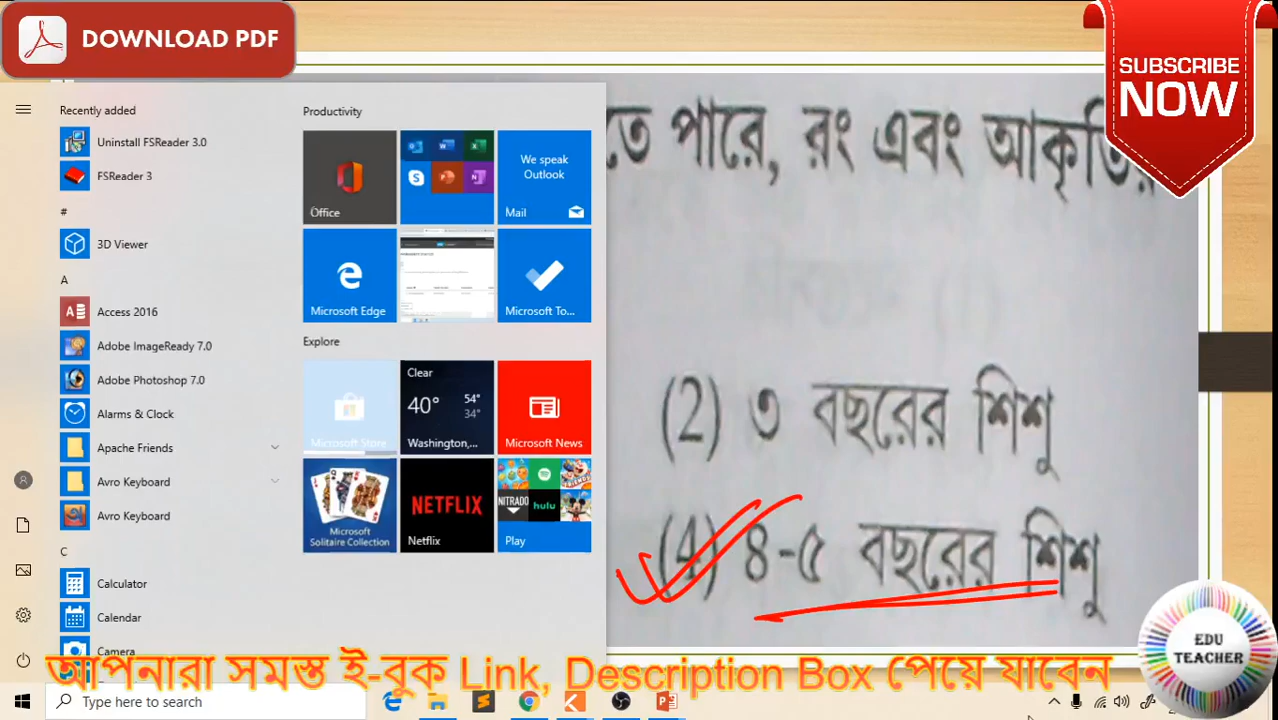 DOWNLOAD PDF
SUBSCRIBE
NOW
Recently added
Uninstall FSReader 3.0
FSReader 3
#
3D Viewer
A
Access 2016
Adobe ImageReady 7.0
Adobe Photoshop 7.0
Alarms & Clock
Apache Friends
Avro Keyboard
Avro Keyboard
C
Calculator
Calendar
Camera
Productivity
Office
We speak
Outlook
Mail
Microsoft Edge
Microsoft To...
Explore
Microsoft Store
Clear
40° 54°
34°
Washington,...
Microsoft News
Microsoft
Solitaire Collection
NETFLIX
Netflix
NITRADO
hulu
Play
পারে, রং এবং আকৃতির
(2) ৩ বছরের শিশু
(4) ৪-৫ বছরের শিশু
EDU
TEACHER
আপনারা সমস্ত ই-বুক Link, Description Box পেয়ে যাবেন
Type here to search